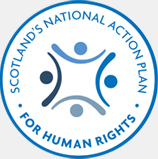 SCOTLAND'S NATIONAL ACTION PLAN
• FOR HUMAN RIGHTS •